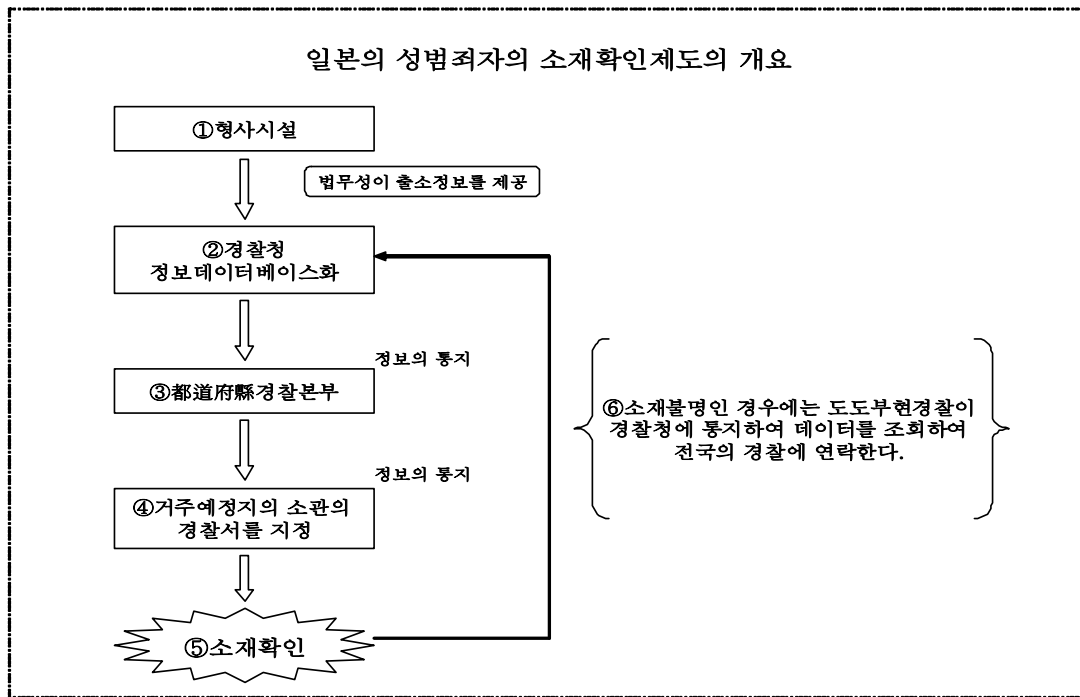 일본의 성범죄자의 소재확인제도의 개요
①형사시설
법무성이 출소정보를 제공
②경찰청
정보데이터베이스화
정보의 통지
③都道府縣경찰본부
정보의 통지
④거주예정지의 소관의
경찰서를 지정
⑤소재확인
⑥소재불명인 경우에는 도도부현경찰이
경찰청에 통지하여 데이터를 조회하여
전국의 경찰에 연락한다.